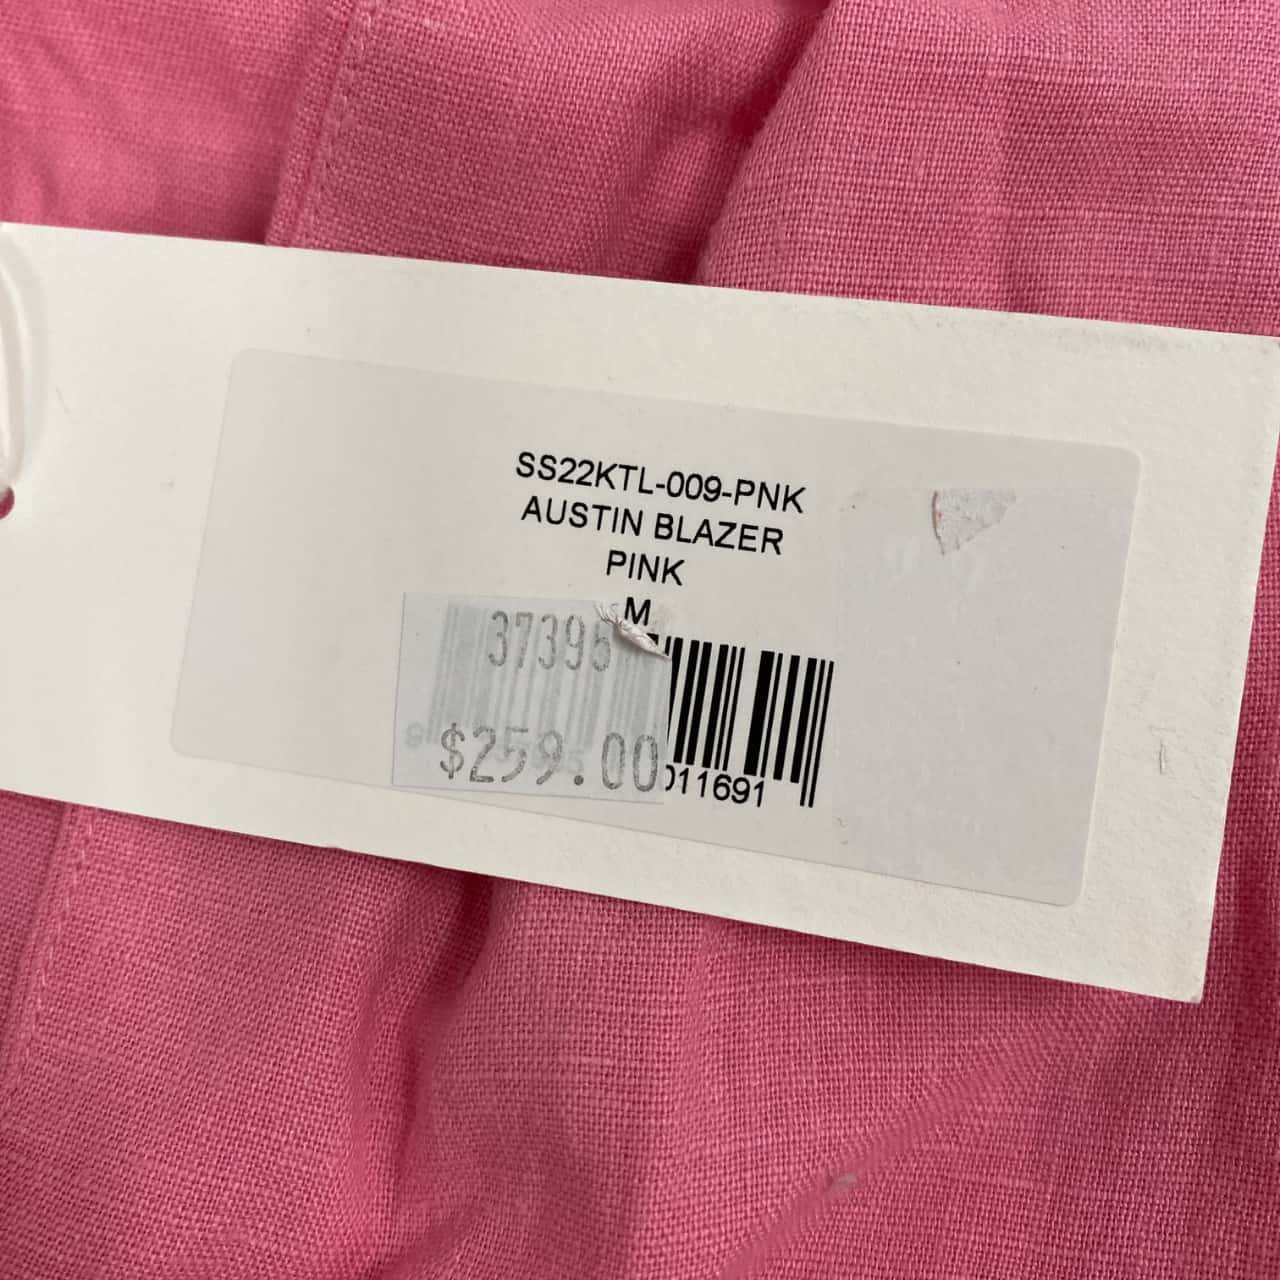 SS22KTL-009-PNK
AUSTIN BLAZER
PINK
M
37395
$259.00
011691